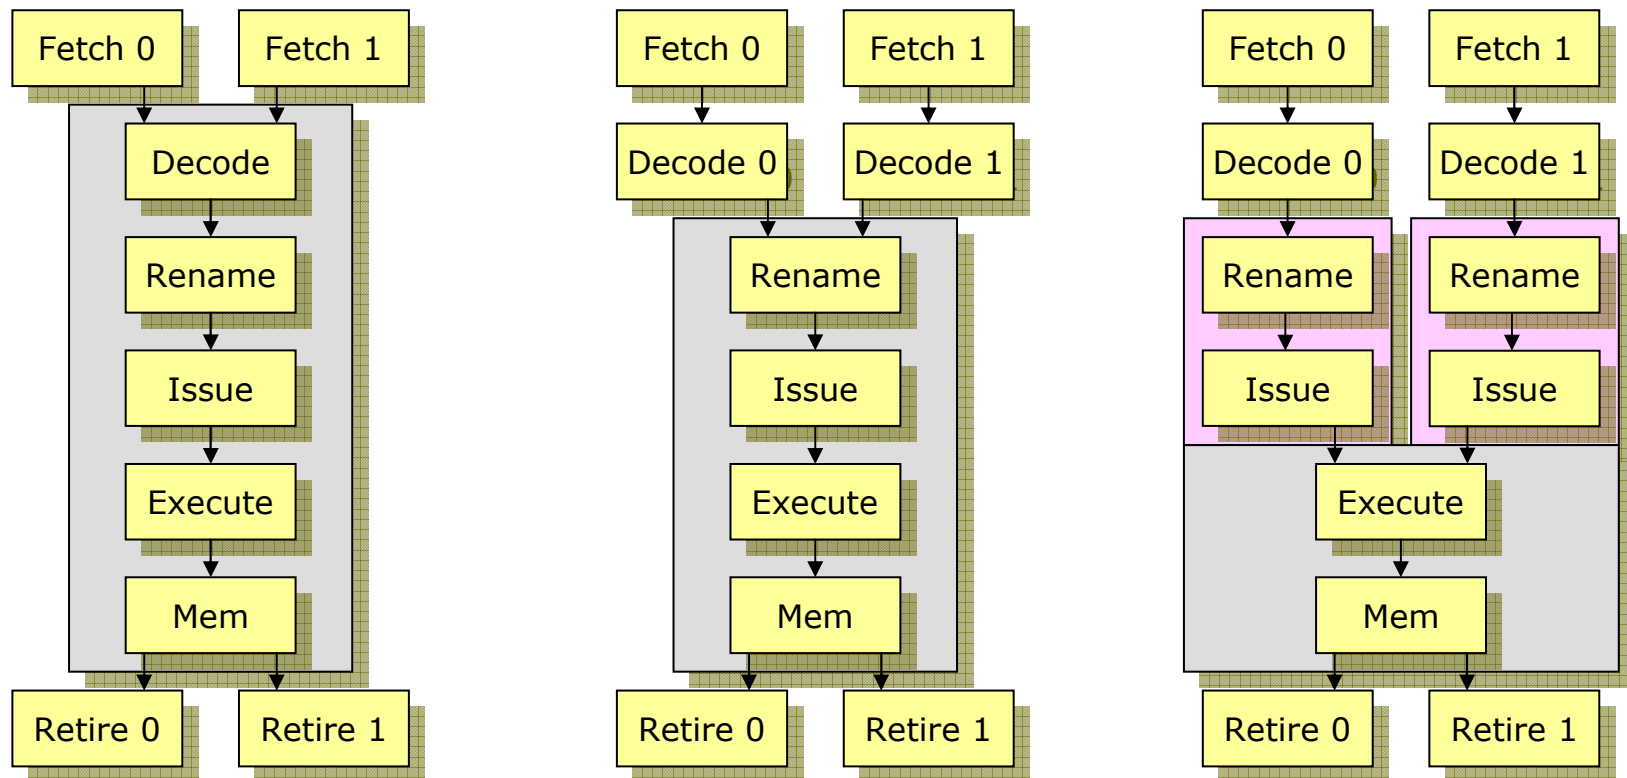 Fetch 0
Fetch 1
Decode
Rename
Issue
Execute
Mem
Retire 0
Retire 1
Fetch 0
Fetch 1
Decode 0
Decode 1
Rename
Issue
Execute
Mem
Retire 0
Retire 1
Fetch 0
Fetch 1
Decode 0
Decode 1
Rename
Rename
Issue
Issue
Execute
Mem
Retire 0
Retire 1